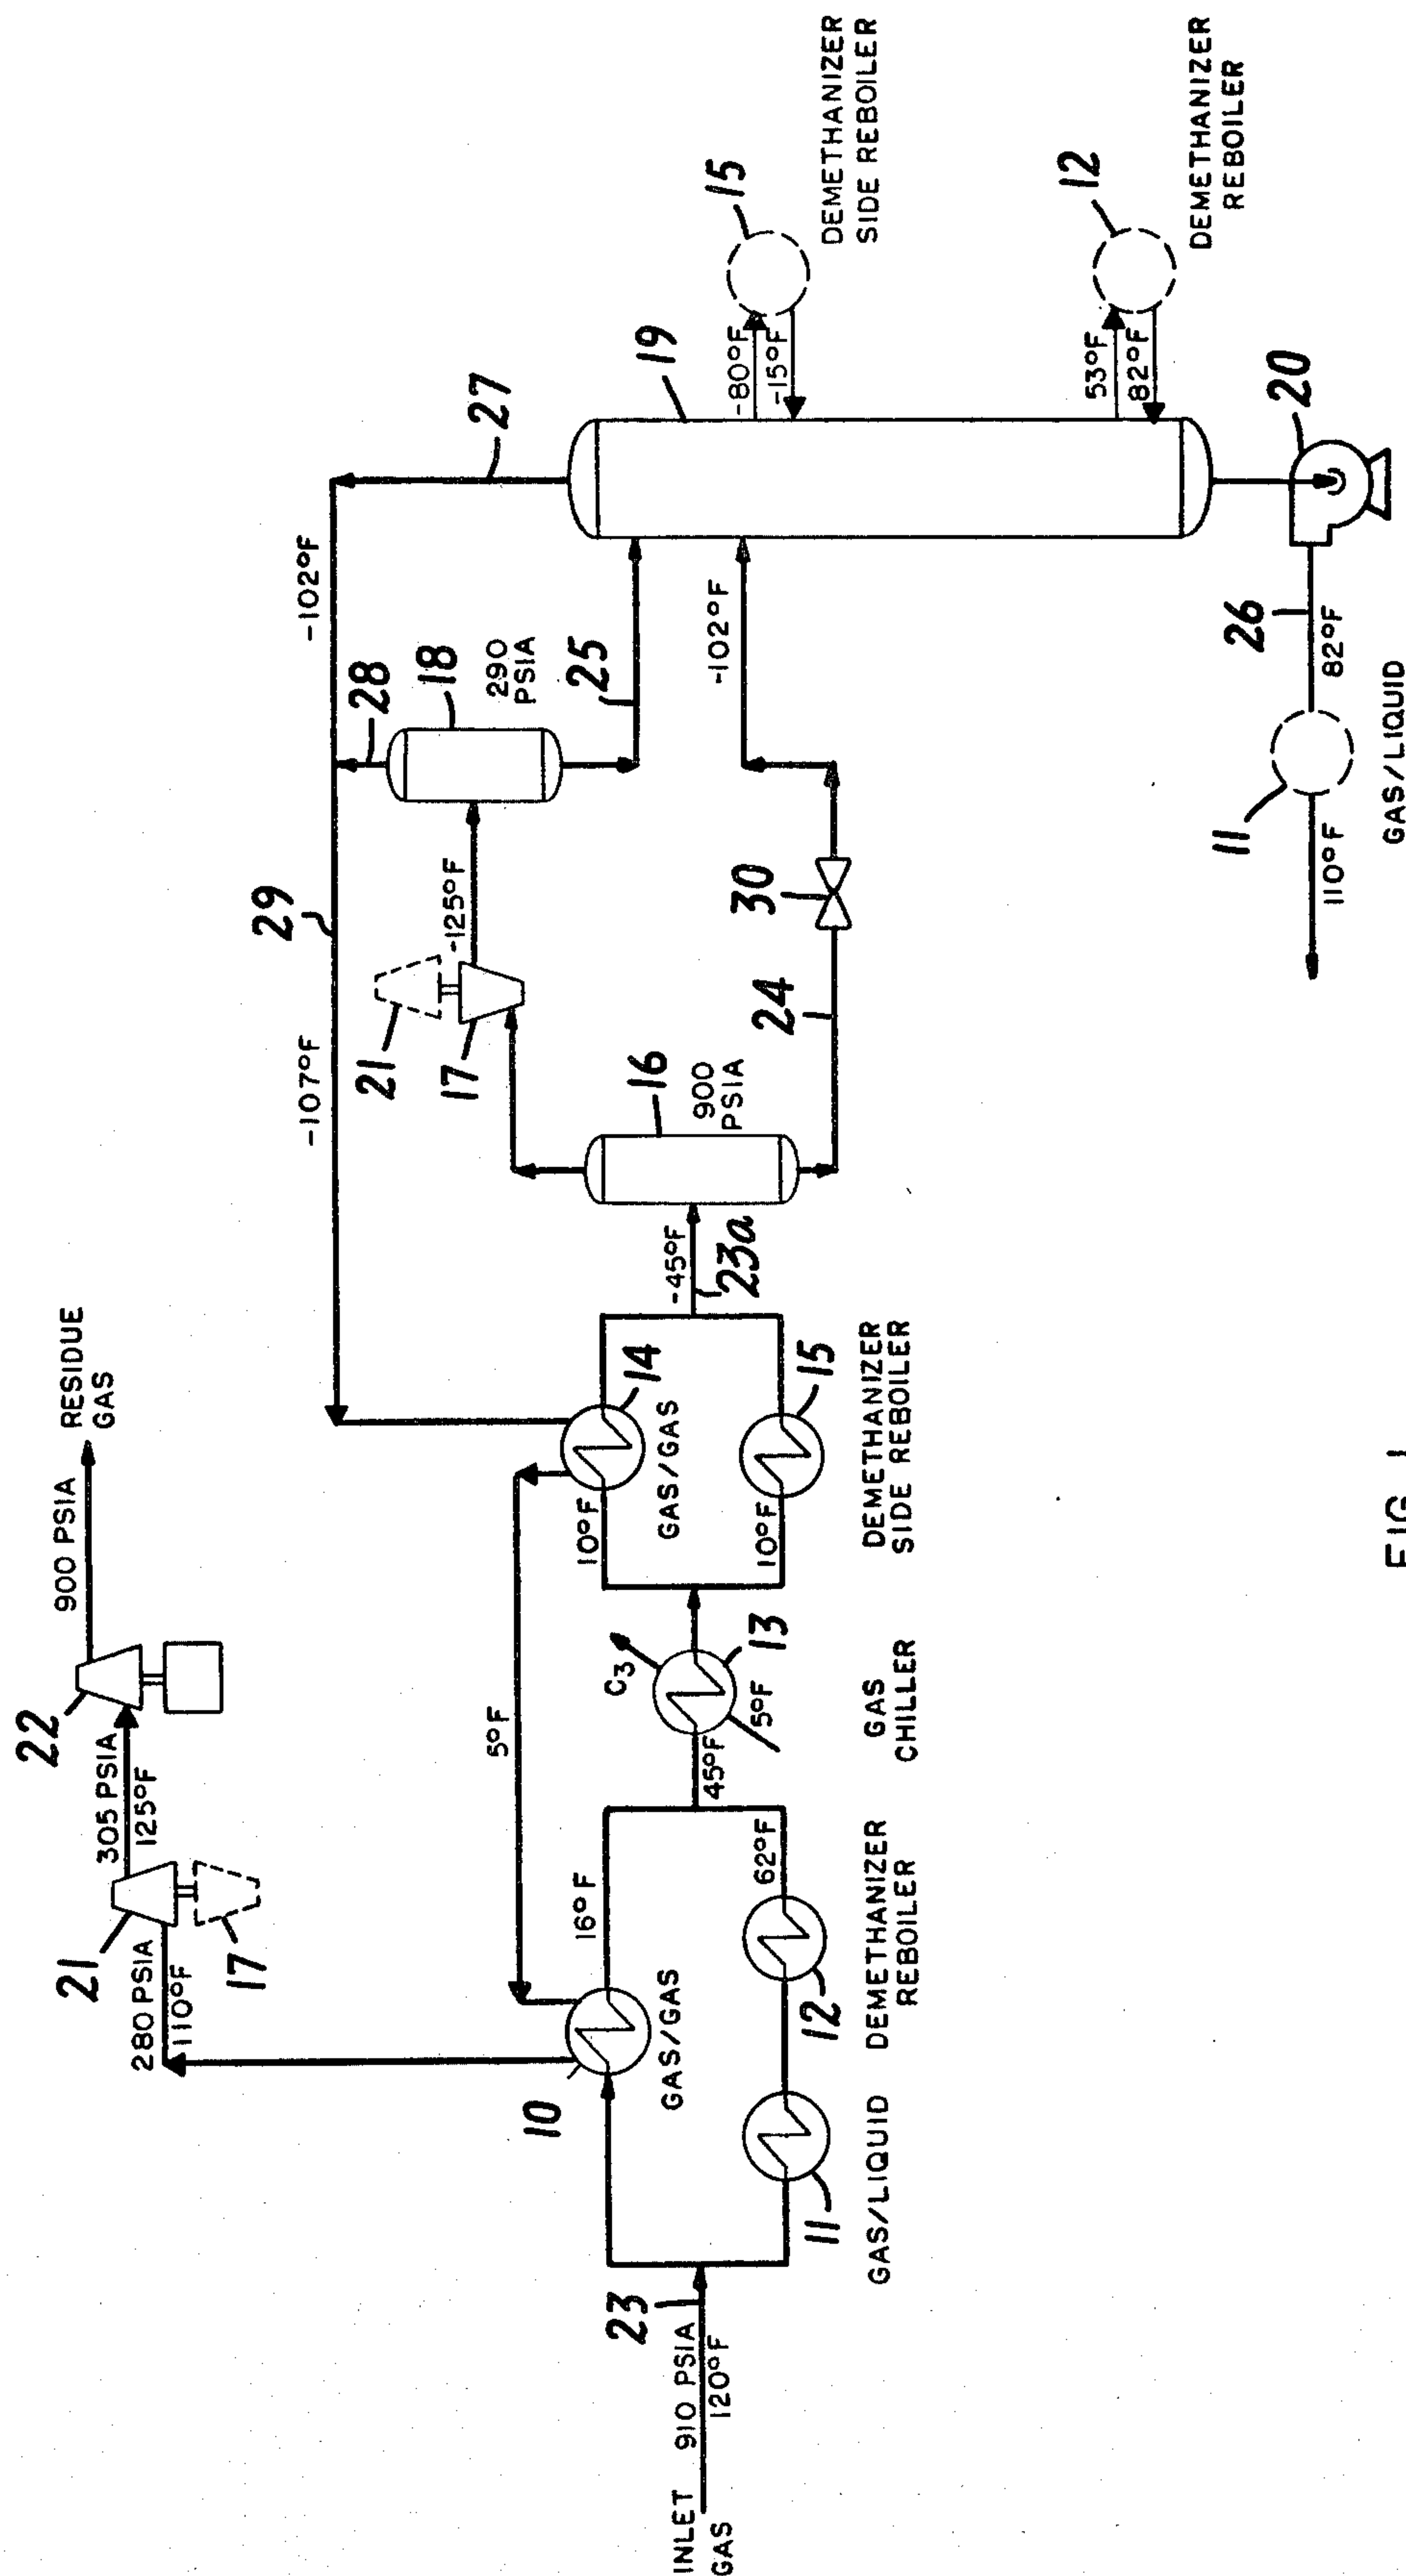 INLET
GAS
910 PSIA
120°F
23
10
GAS/GAS
16°F
11
GAS/LIQUID
12
DEMETHANIZER
REBOILER
62°F
45°F
C3
5°F
13
GAS
CHILLER
10°F
GAS/GAS
14
10°F
15
DEMETHANIZER
SIDE REBOILER
5°F
280 PSIA
110°F
21
17
305 PSIA
125°F
22
900 PSIA
RESIDUE
GAS
-45°F
23a
16
900
PSIA
24
30
17
21
-125°F
18
290
PSIA
28
25
29
-107°F
-102°F
27
-102°F
19
-80°F
-15°F
15
DEMETHANIZER
SIDE REBOILER
53°F
82°F
12
DEMETHANIZER
REBOILER
20
26
82°F
11
110°F
GAS/LIQUID
FIG. 1